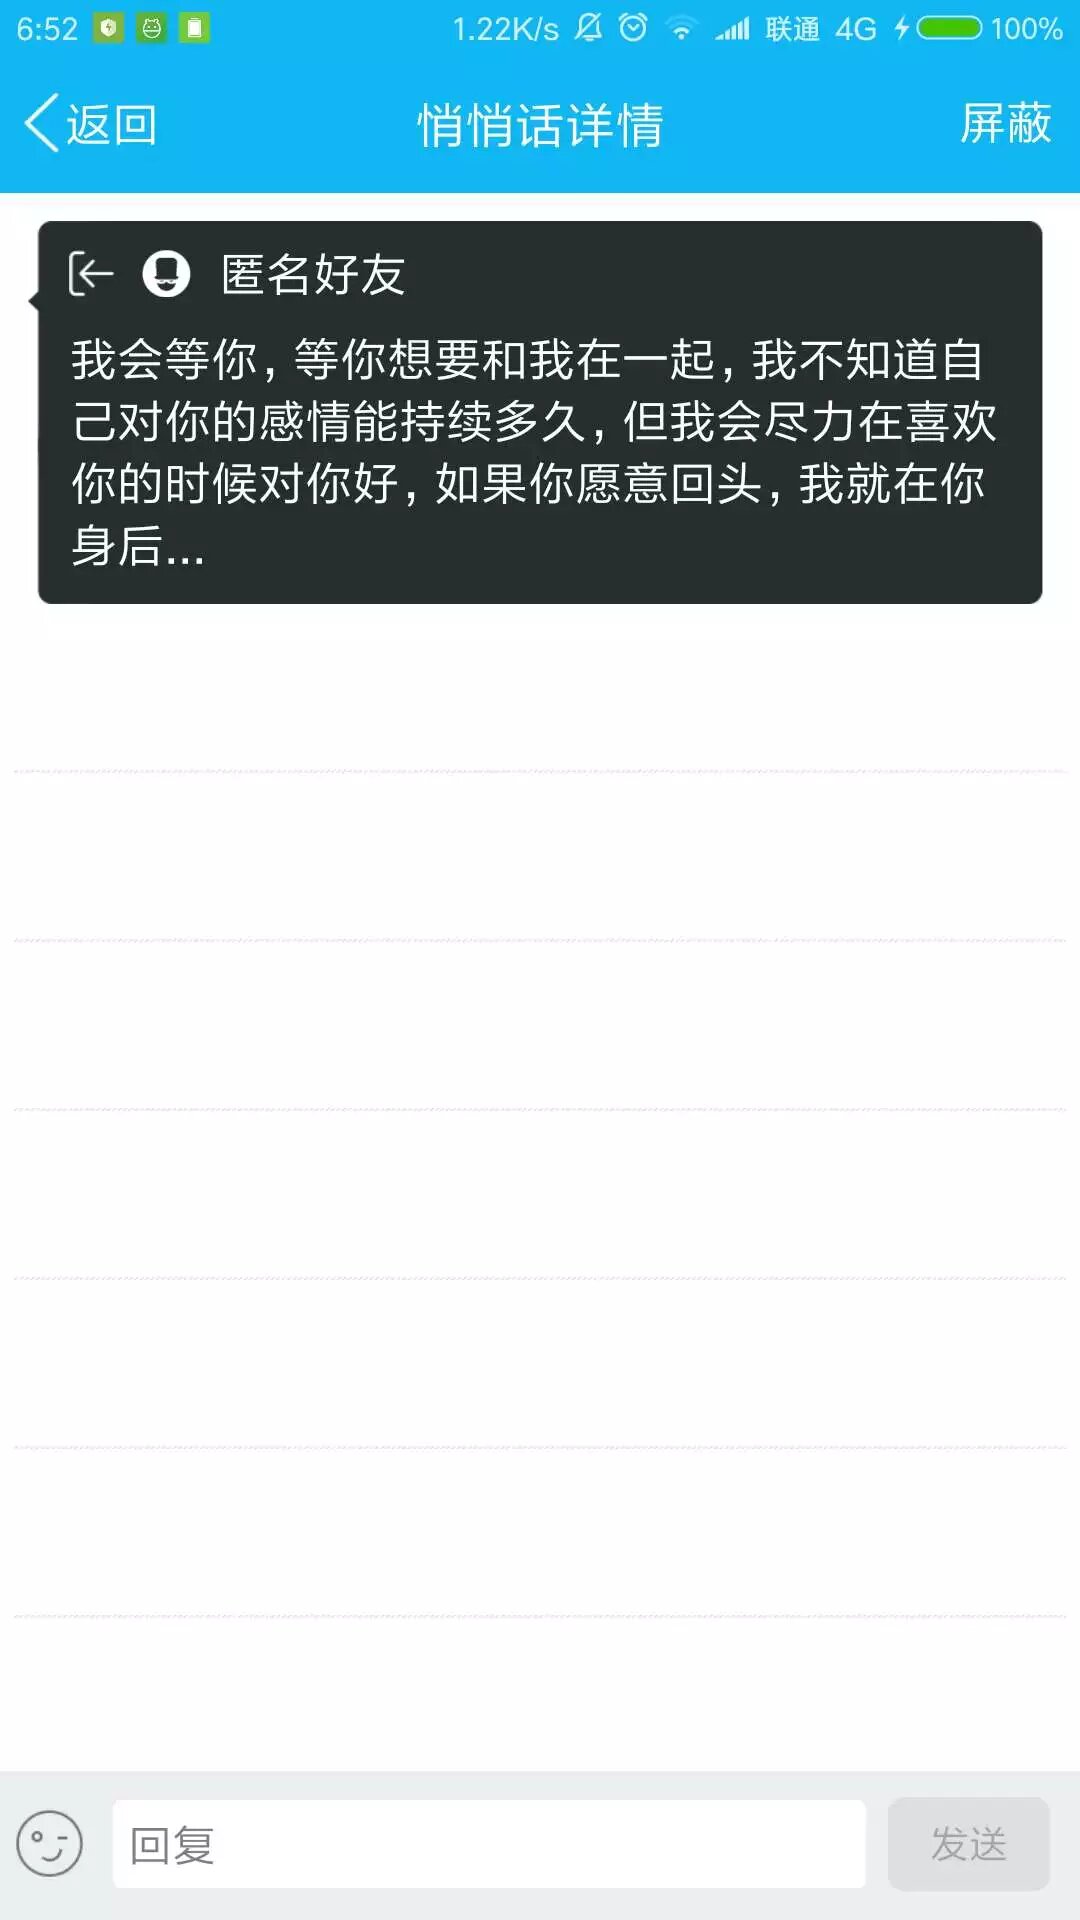 6:52 1.22K/s 联通 4G 100%
返回 悄悄话详情 屏蔽
匿名好友
我会等你，等你想要和我在一起，我不知道自
己对你的感情能持续多久，但我会尽力在喜欢
你的时候对你好，如果你愿意回头，我就在你
身后...
回复 发送